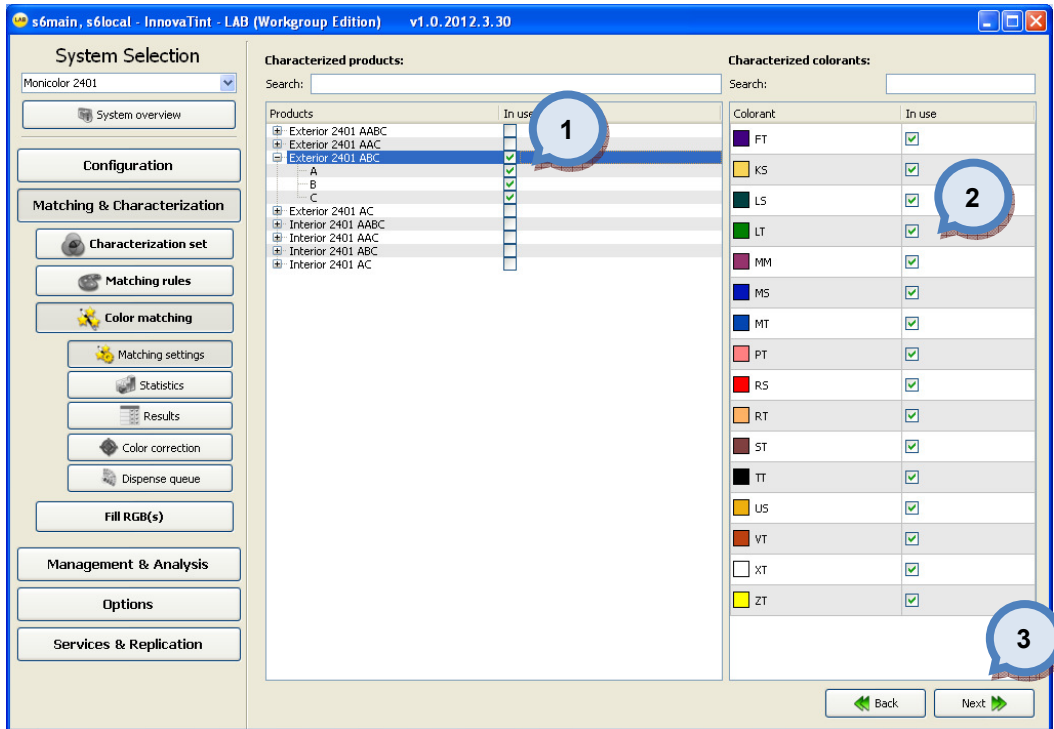 s6main, s6local - InnovaTint - LAB (Workgroup Edition) v1.0.2012.3.30
System Selection
Monicolor 2401
System overview
Configuration
Matching & Characterization
Characterization set
Matching rules
Color matching
Matching settings
Statistics
Results
Color correction
Dispense queue
Fill RGB(s)
Management & Analysis
Options
Services & Replication
Characterized products:
Search:
Products In use
Exterior 2401 AABC
Exterior 2401 AAC
Exterior 2401 ABC
A
B
C
Exterior 2401 AC
Interior 2401 AABC
Interior 2401 AAC
Interior 2401 ABC
Interior 2401 AC
1
Characterized colorants:
Search:
Colorant In use
FT
KS
LS
LT
MM
MS
MT
PT
RS
RT
ST
TT
US
VT
XT
ZT
2
3
Back Next